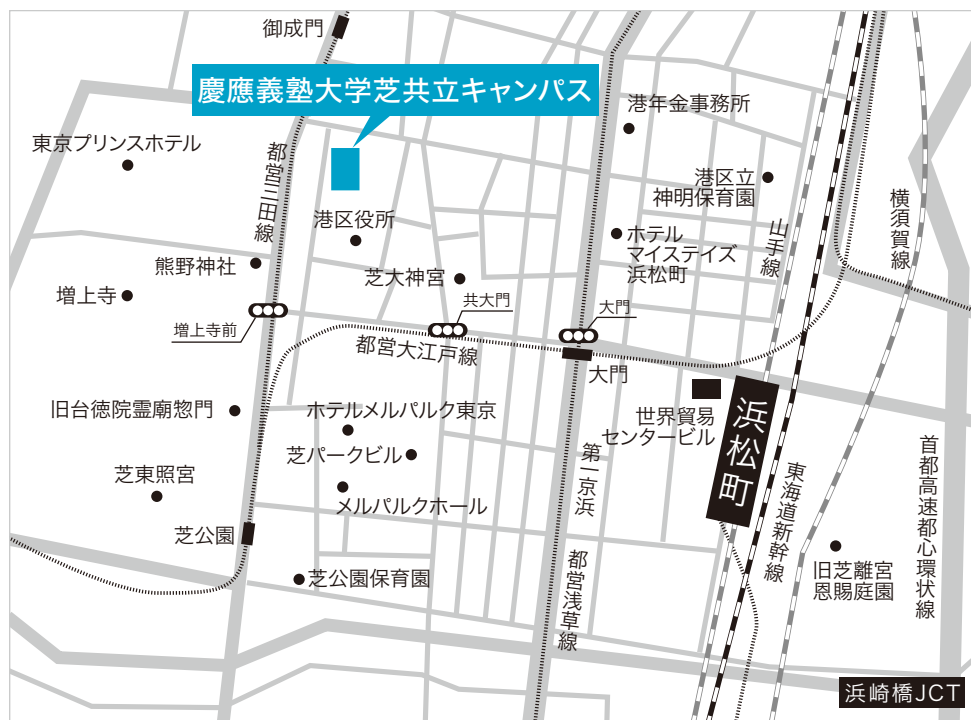 御成門
慶應義塾大学芝共立キャンパス
港年金事務所
東京プリンスホテル
都営三田線
港区立
神明保育園
横須賀線
港区役所
山手線
ホテル
マイステイズ
浜松町
熊野神社
芝大神宮
増上寺
共大門
大門
増上寺前
都営大江戸線
大門
旧台徳院霊廟惣門
ホテルメルパルク東京
世界貿易
センタービル
浜松町
芝パークビル
第一京浜
首都高速都心環状線
芝東照宮
東海道新幹線
メルパルクホール
芝公園
都営浅草線
旧芝離宮
恩賜庭園
芝公園保育園
浜崎橋JCT